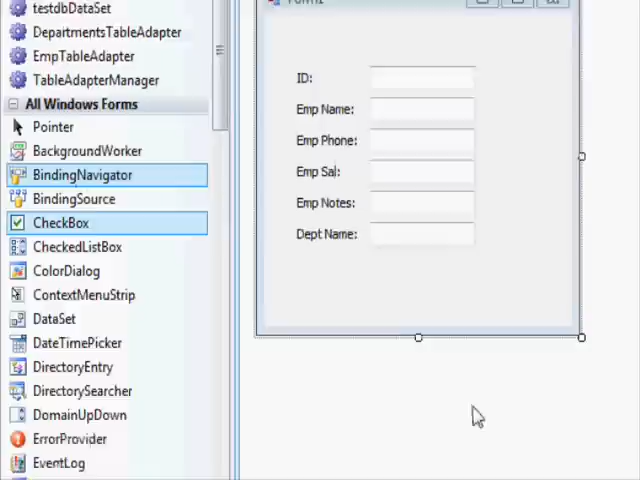 testdbDataSet
DepartmentsTableAdapter
EmpTableAdapter
TableAdapterManager
All Windows Forms
Pointer
BackgroundWorker
BindingNavigator
BindingSource
CheckBox
CheckedListBox
ColorDialog
ContextMenuStrip
DataSet
DateTimePicker
DirectoryEntry
DirectorySearcher
DomainUpDown
ErrorProvider
EventLog
ID:
Emp Name:
Emp Phone:
Emp Sal:
Emp Notes:
Dept Name: